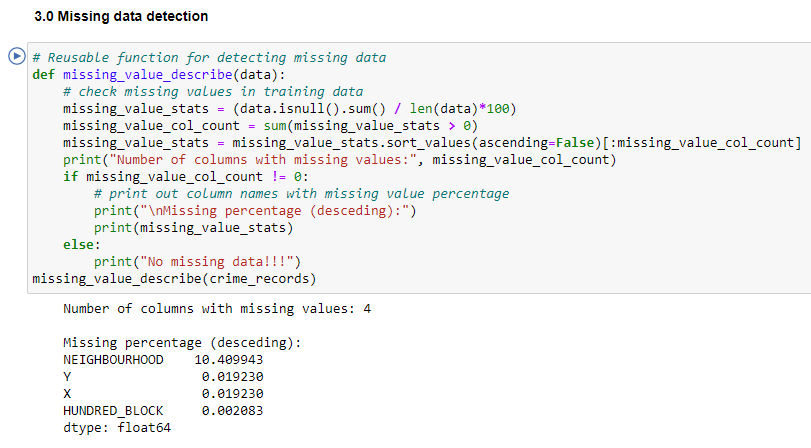 3.0 Missing data detection
# Reusable function for detecting missing data
def missing_value_describe(data):
    # check missing values in training data
    missing_value_stats = (data.isnull().sum() / len(data)*100)
    missing_value_col_count = sum(missing_value_stats > 0)
    missing_value_stats = missing_value_stats.sort_values(ascending=False)[:missing_value_col_count]
    print("Number of columns with missing values:", missing_value_col_count)
    if missing_value_col_count != 0:
        # print out column names with missing value percentage
        print("\nMissing percentage (desceding):")
        print(missing_value_stats)
    else:
        print("No missing data!!!")
missing_value_describe(crime_records)
Number of columns with missing values: 4
Missing percentage (desceding):
NEIGHBOURHOOD    10.409943
Y                 0.019230
X                 0.019230
HUNDRED_BLOCK     0.002083
dtype: float64